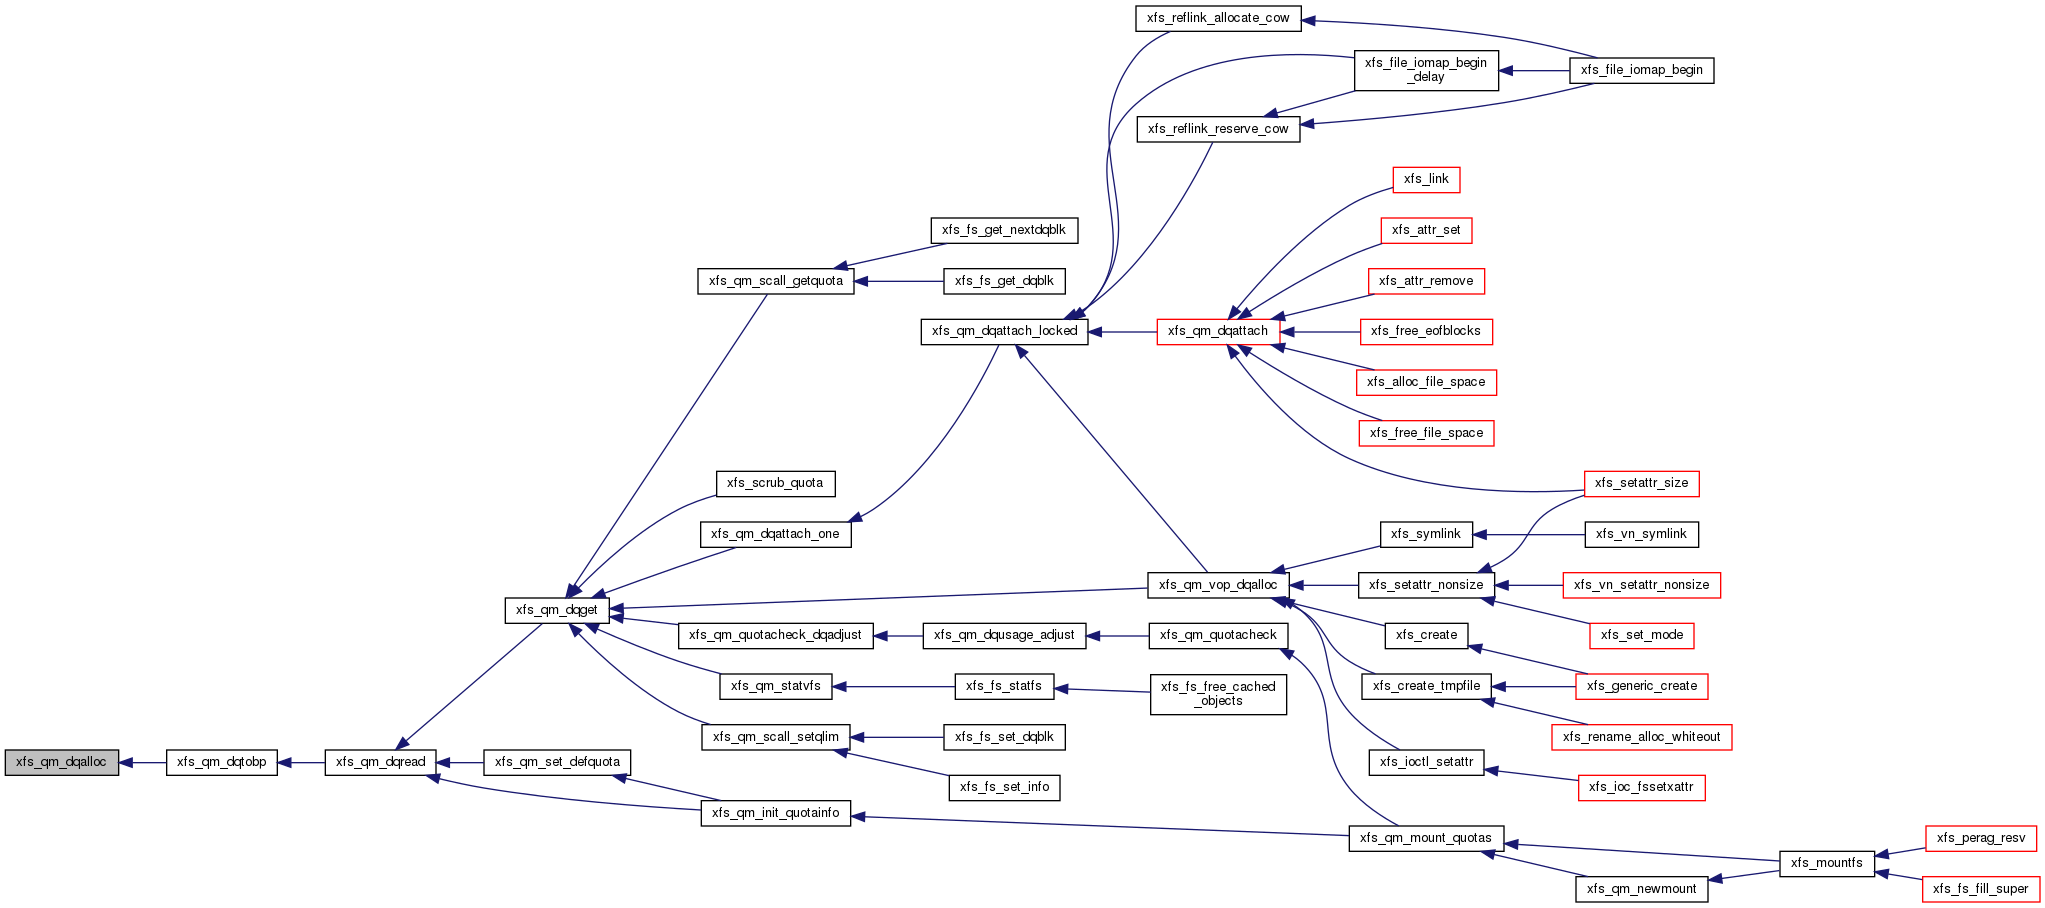 xfs_reflink_allocate_cow
xfs_file_iomap_begin
_delay
xfs_file_iomap_begin
xfs_reflink_reserve_cow
xfs_link
xfs_fs_get_nextdqblk
xfs_attr_set
xfs_qm_scall_getquota
xfs_fs_get_dqblk
xfs_attr_remove
xfs_qm_dqattach_locked
xfs_qm_dqattach
xfs_free_eofblocks
xfs_alloc_file_space
xfs_free_file_space
xfs_scrub_quota
xfs_setattr_size
xfs_qm_dqattach_one
xfs_symlink
xfs_vn_symlink
xfs_qm_vop_dqalloc
xfs_setattr_nonsize
xfs_vn_setattr_nonsize
xfs_qm_dqget
xfs_qm_quotacheck_dqadjust
xfs_qm_dqusage_adjust
xfs_qm_quotacheck
xfs_create
xfs_set_mode
xfs_qm_statvfs
xfs_fs_statfs
xfs_fs_free_cached
_objects
xfs_create_tmpfile
xfs_generic_create
xfs_qm_scall_setqlim
xfs_fs_set_dqblk
xfs_rename_alloc_whiteout
xfs_qm_dqalloc
xfs_qm_dqtobp
xfs_qm_dqread
xfs_qm_set_defquota
xfs_ioctl_setattr
xfs_fs_set_info
xfs_ioc_fssetxattr
xfs_qm_init_quotainfo
xfs_qm_mount_quotas
xfs_perag_resv
xfs_mountfs
xfs_qm_newmount
xfs_fs_fill_super